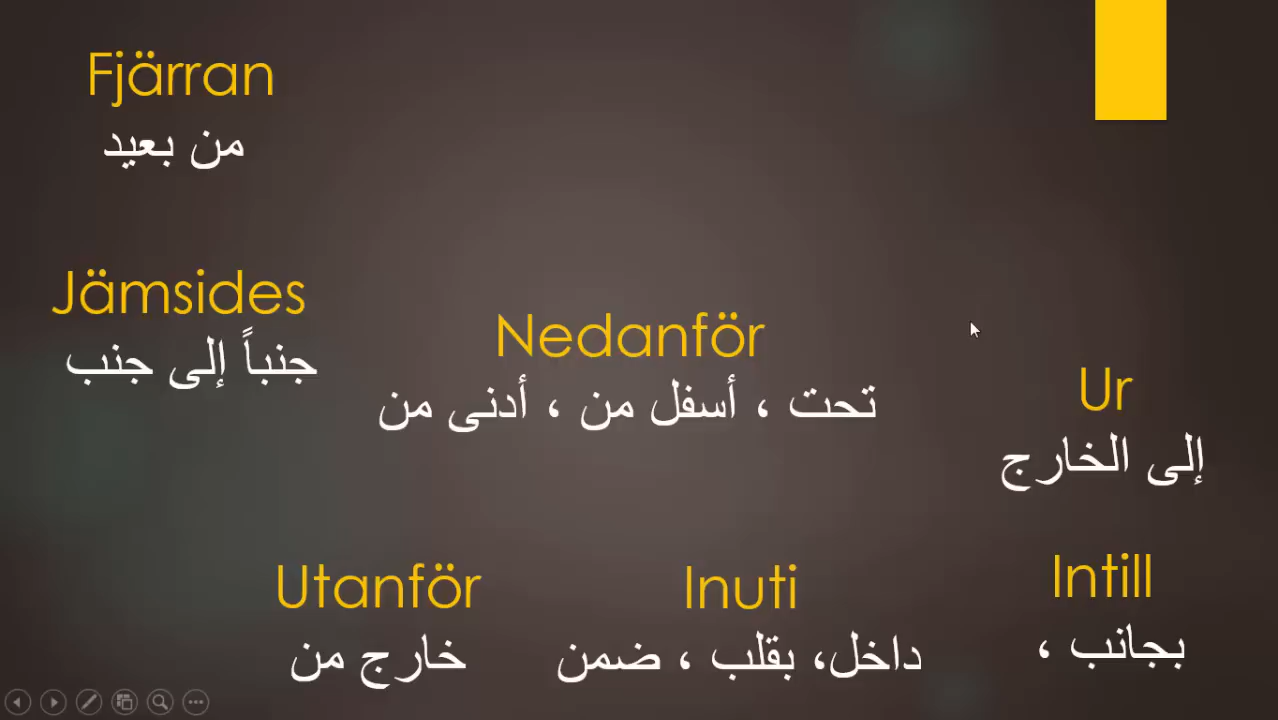 Fjärran
من بعيد
Jämsides
جنباً إلى جنب
Nedanför
تحت ، أسفل من ، أدنى من
Ur
إلى الخارج
Utanför
خارج من
Inuti
داخل، بقلب ، ضمن
Intill
بجانب ،